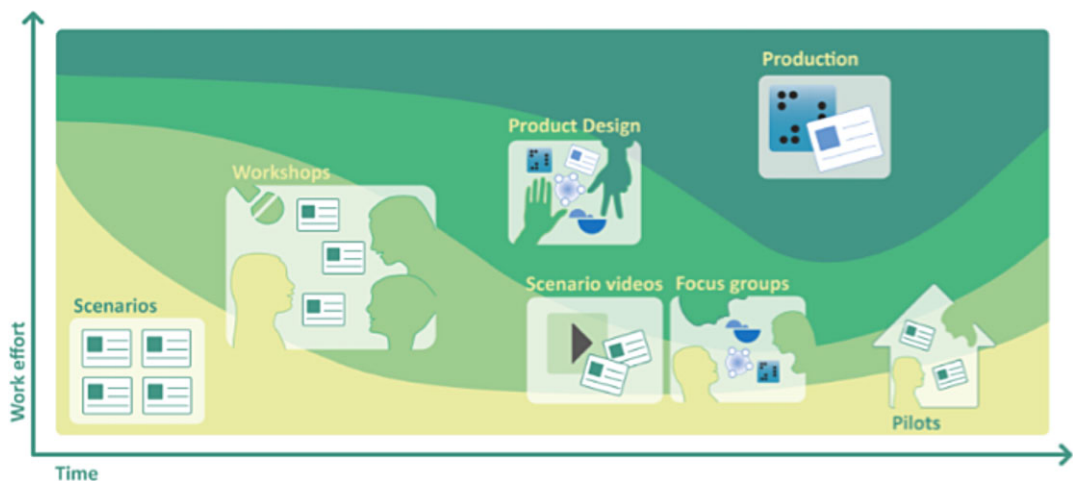 Production
Product Design
Workshops
Scenario videos
Focus groups
Scenarios
Pilots
Work effort
Time